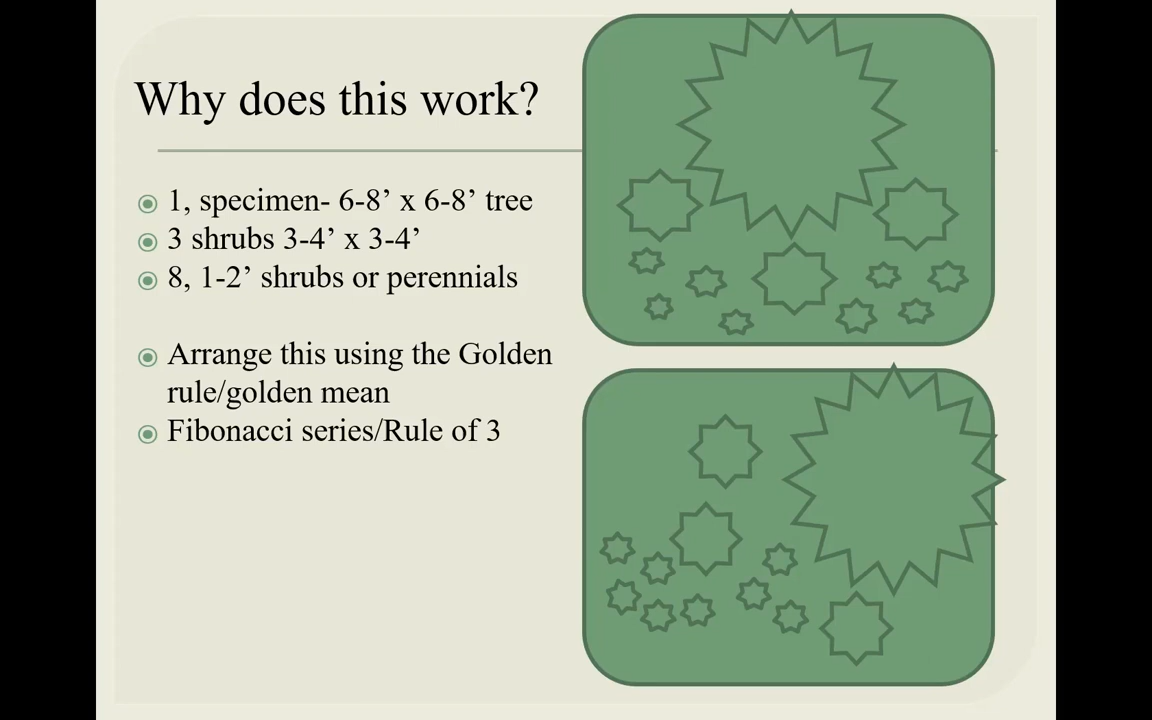 Why does this work?
1, specimen- 6-8’ x 6-8’ tree
3 shrubs 3-4’ x 3-4’
8, 1-2’ shrubs or perennials
Arrange this using the Golden
rule/golden mean
Fibonacci series/Rule of 3